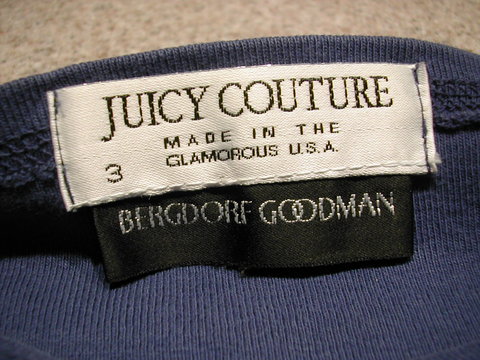 JUICY COUTURE
MADE IN THE
GLAMOROUS U.S.A.
3
BERGDORF GOODMAN